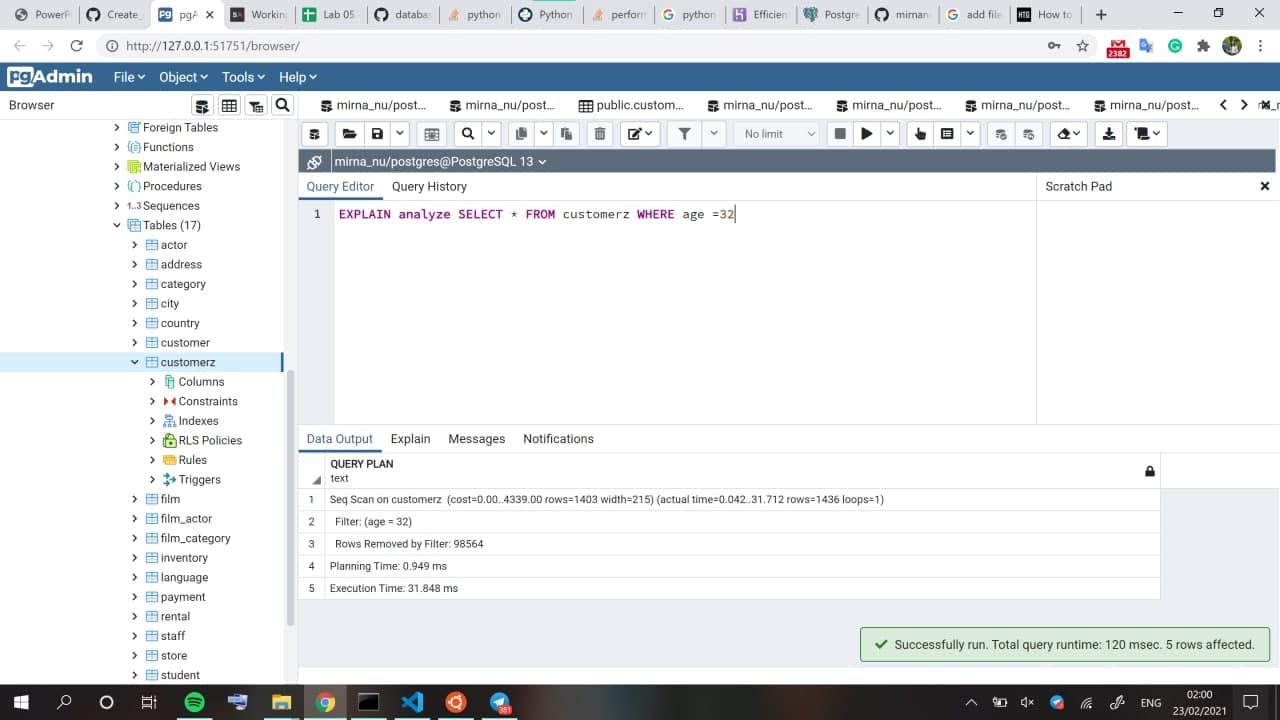 PowerP
Create_
pgA
Working
Lab 05
databas
python
Python
perform
python
Efficien
Postgre
mirnan
add file
How to
http://127.0.0.1:51751/browser/
2382
pgAdmin File Object Tools Help
Browser
mirna_nu/post...
mirna_nu/post...
public.custom...
mirna_nu/post...
mirna_nu/post...
mirna_nu/post...
mirna_nu/post...
No limit
mirna_nu/postgres@PostgreSQL 13
Query Editor Query History
Scratch Pad
1 EXPLAIN analyze SELECT * FROM customerz WHERE age =32
Foreign Tables
Functions
Materialized Views
Procedures
1..3 Sequences
Tables (17)
actor
address
category
city
country
customer
customerz
Columns
Constraints
Indexes
RLS Policies
Rules
Triggers
film
film_actor
film_category
inventory
language
payment
rental
staff
store
student
Data Output Explain Messages Notifications
QUERY PLAN
text
1 Seq Scan on customerz (cost=0.00..4339.00 rows=1403 width=215) (actual time=0.042..31.712 rows=1436 loops=1)
2 Filter: (age = 32)
3 Rows Removed by Filter: 98564
4 Planning Time: 0.949 ms
5 Execution Time: 31.848 ms
Successfully run. Total query runtime: 120 msec. 5 rows affected.
ENG
02:00
23/02/2021